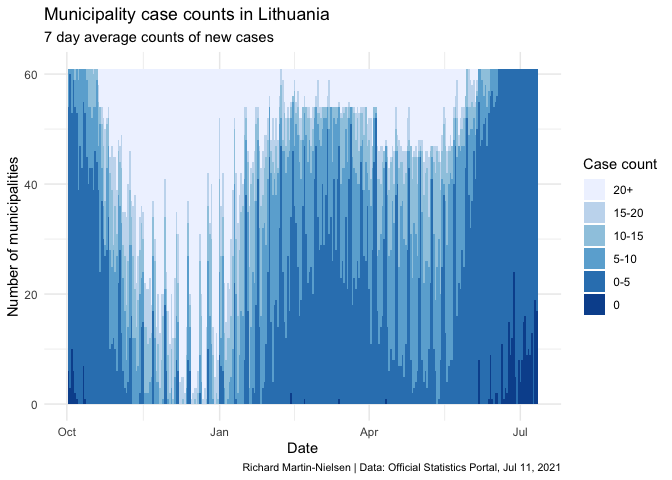 Municipality case counts in Lithuania
7 day average counts of new cases
Number of municipalities
60
40
20
0
Oct
Jan
Apr
Jul
Date
Case count
20+
15-20
10-15
5-10
0-5
0
Richard Martin-Nielsen | Data: Official Statistics Portal, Jul 11, 2021